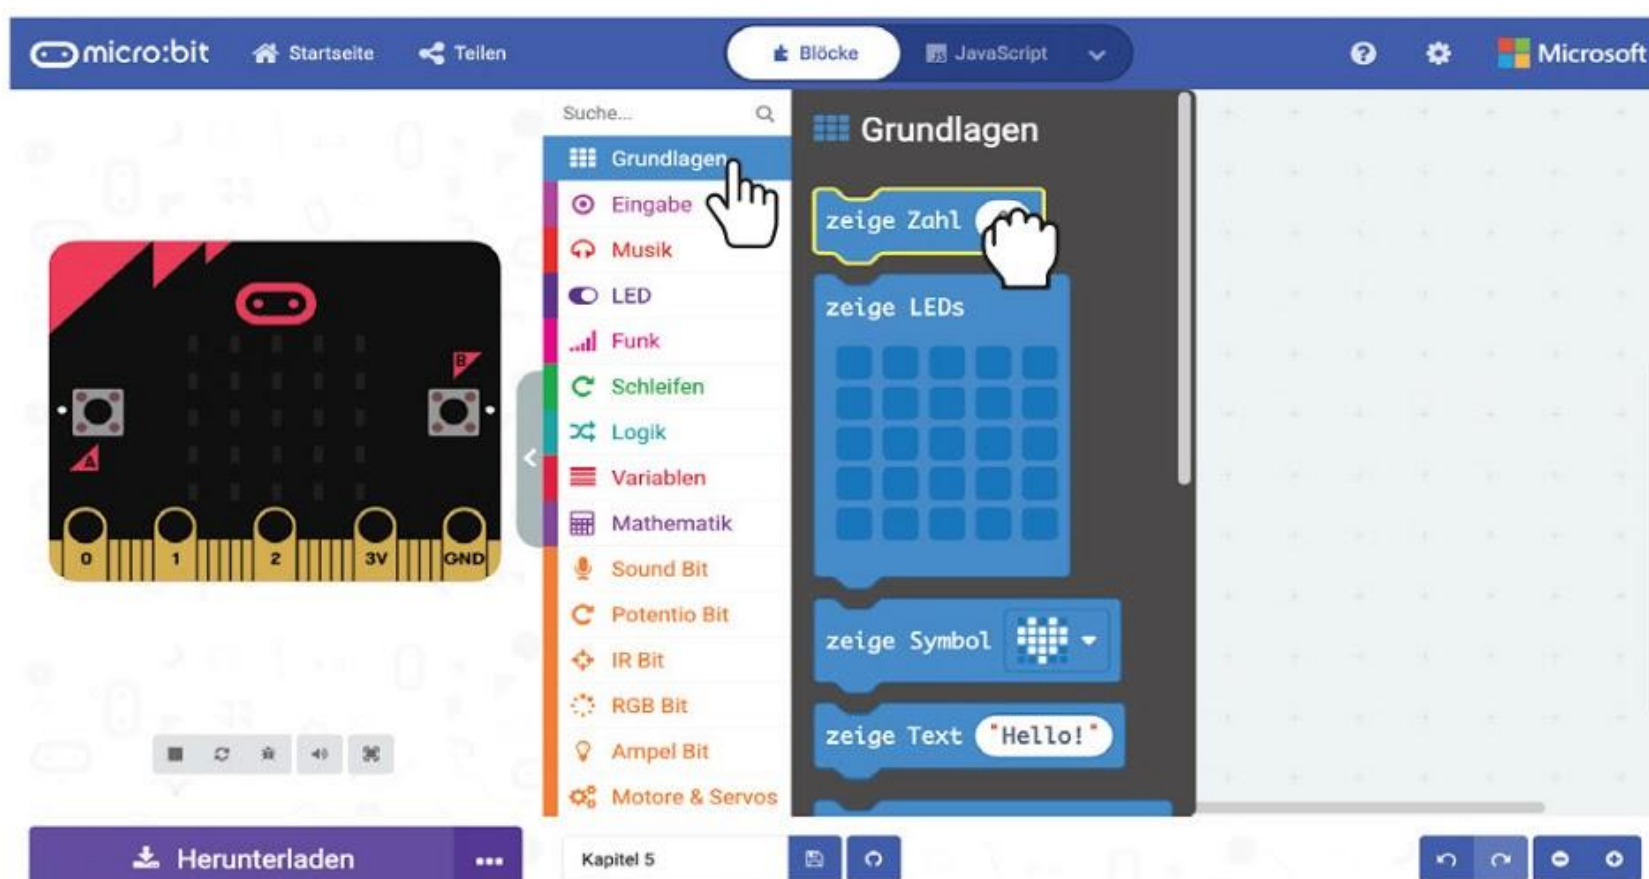 micro:bit
Startseite
Teilen
Blöcke
JavaScript
Microsoft
Suche...
Grundlagen
Eingabe
Musik
LED
Funk
Schleifen
Logik
Variablen
Mathematik
Sound Bit
Potentio Bit
IR Bit
RGB Bit
Ampel Bit
Motore & Servos
Grundlagen
zeige Zahl
zeige LEDs
zeige Symbol
zeige Text "Hello!"
B
A
0 1 2 3V GND
Herunterladen
Kapitel 5